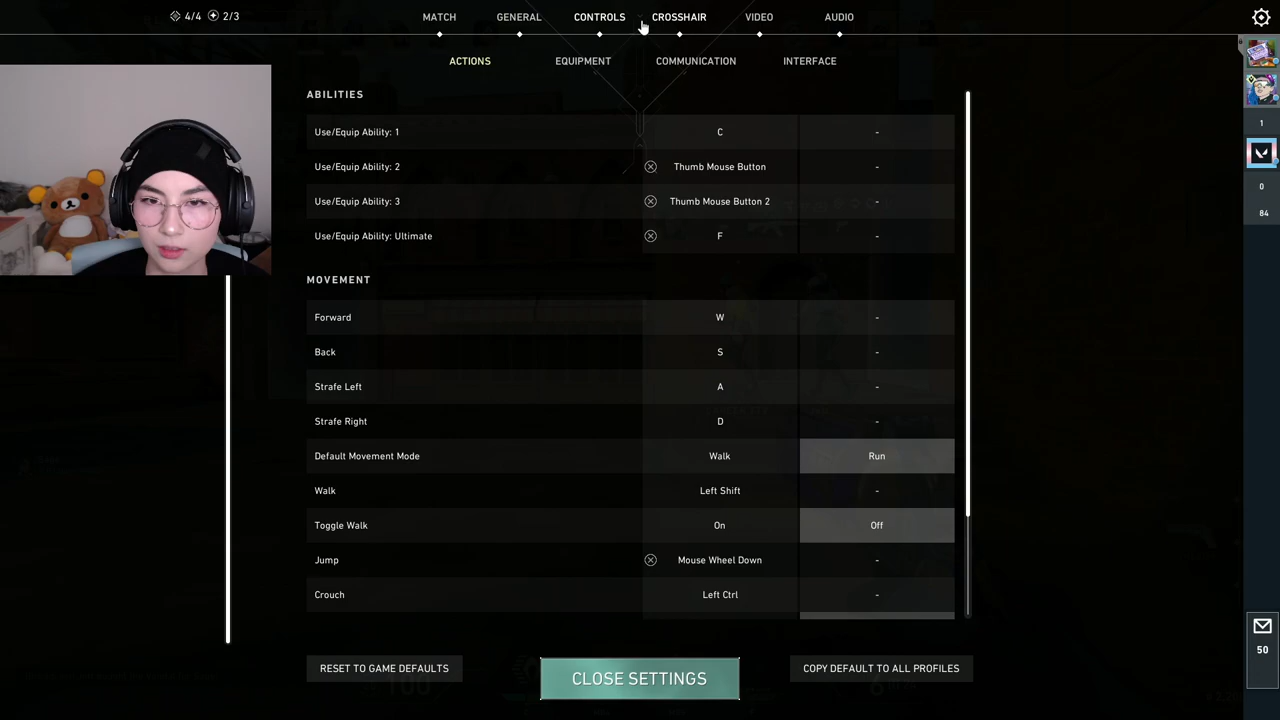 4/4 2/3
MATCH GENERAL CONTROLS CROSSHAIR VIDEO AUDIO
ACTIONS EQUIPMENT COMMUNICATION INTERFACE
ABILITIES
Use/Equip Ability: 1 C -
Use/Equip Ability: 2 Thumb Mouse Button -
Use/Equip Ability: 3 Thumb Mouse Button 2 -
Use/Equip Ability: Ultimate F -
MOVEMENT
Forward W -
Back S -
Strafe Left A -
Strafe Right D -
Default Movement Mode Walk Run
Walk Left Shift -
Toggle Walk On Off
Jump Mouse Wheel Down -
Crouch Left Ctrl -
RESET TO GAME DEFAULTS
CLOSE SETTINGS
COPY DEFAULT TO ALL PROFILES
100
1
0
84
50